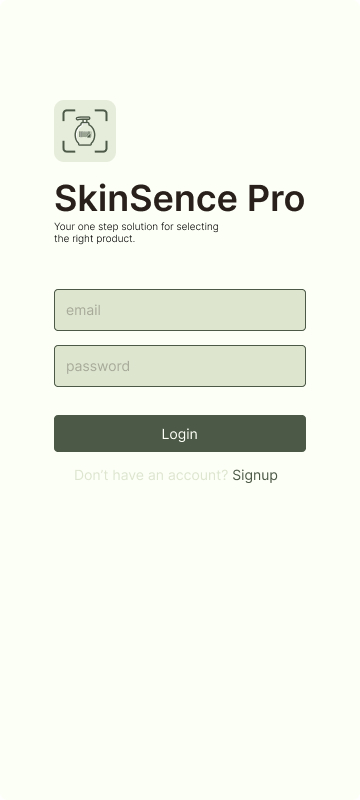 SkinSence Pro
Your one step solution for selecting
the right product.
email
password
Login
Don't have an account? Signup